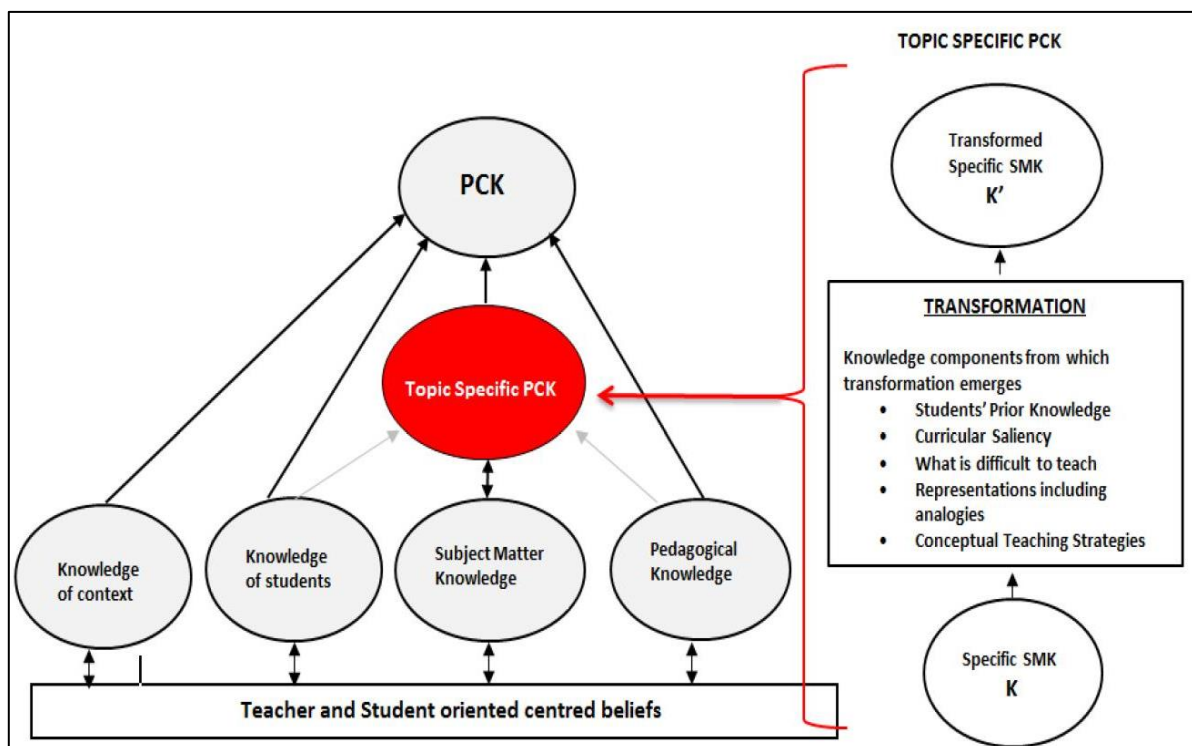 TOPIC SPECIFIC PCK
PCK
Topic Specific PCK
Knowledge
of context
Knowledge
of students
Subject Matter
Knowledge
Pedagogical
Knowledge
Teacher and Student oriented centred beliefs
Transformed
Specific SMK
K’
TRANSFORMATION
Knowledge components from which
transformation emerges
• Students’ Prior Knowledge
• Curricular Saliency
• What is difficult to teach
• Representations including
analogies
• Conceptual Teaching Strategies
Specific SMK
K